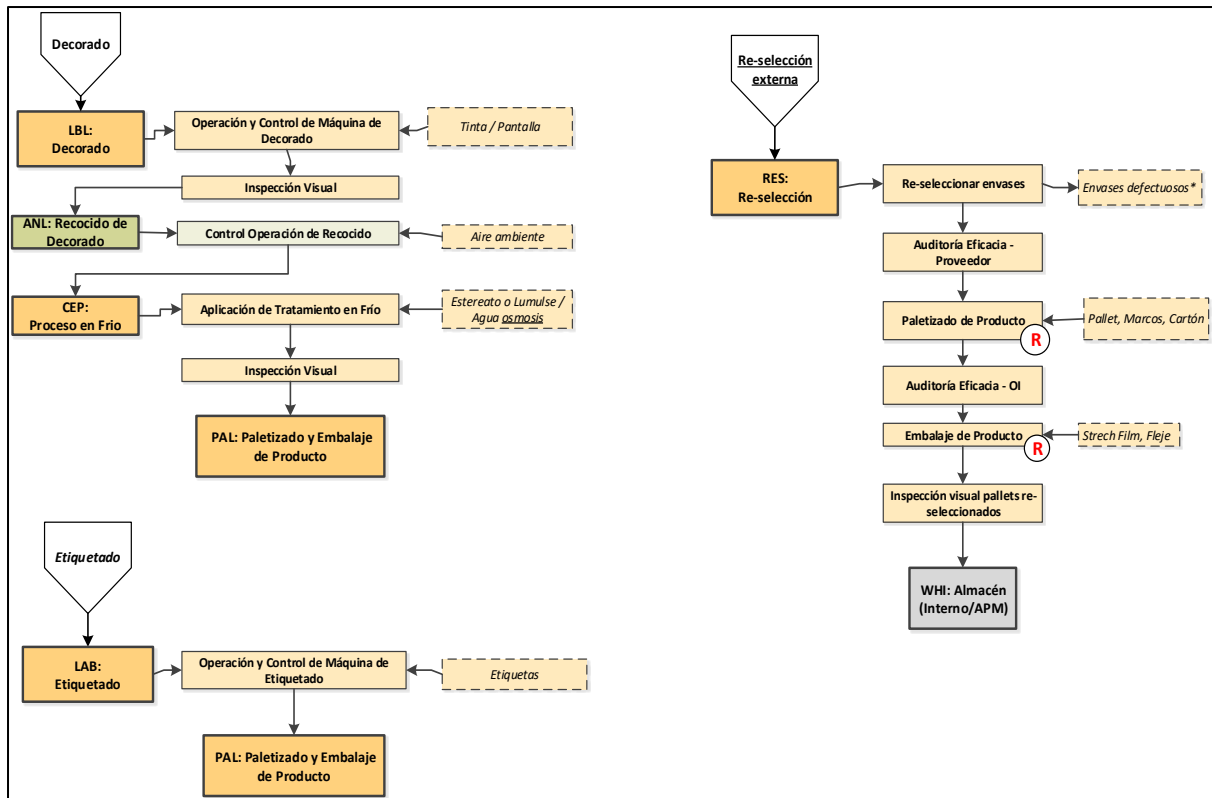 Decorado
LBL:
Decorado
Operación y Control de Máquina de
Decorado
Tinta / Pantalla
Inspección Visual
ANL: Recocido de
Decorado
Control Operación de Recocido
Aire ambiente
CEP:
Proceso en Frio
Aplicación de Tratamiento en Frío
Estereato o Lumulse /
Agua osmosis
Inspección Visual
PAL: Paletizado y Embalaje
de Producto
Etiquetado
LAB:
Etiquetado
Operación y Control de Máquina de
Etiquetado
Etiquetas
PAL: Paletizado y Embalaje
de Producto
Re-selección
externa
RES:
Re-selección
Re-seleccionar envases
Envases defectuosos*
Auditoría Eficacia -
Proveedor
Paletizado de Producto
R
Pallet, Marcos, Cartón
Auditoría Eficacia - OI
Embalaje de Producto
R
Strech Film, Fleje
Inspección visual pallets re-
seleccionados
WHI: Almacén
(Interno/APM)